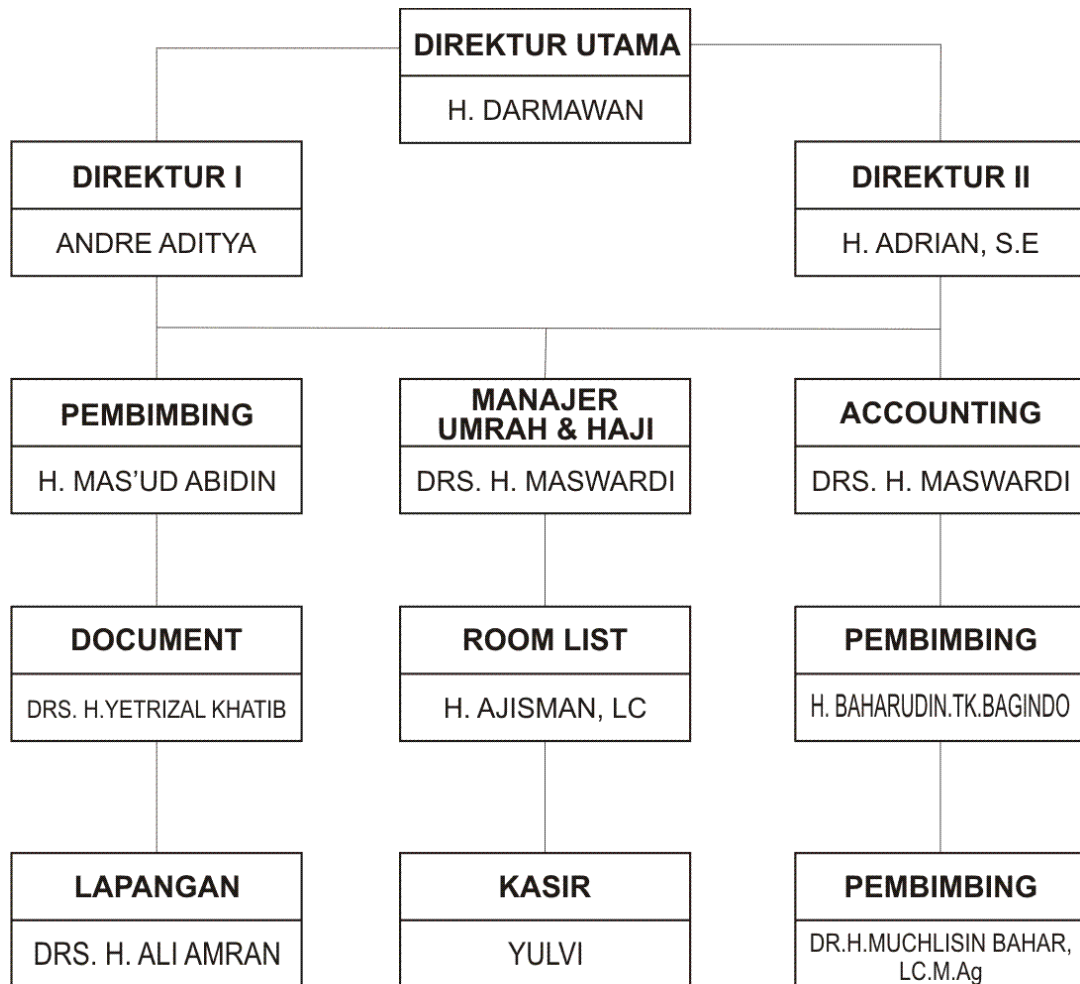 DIREKTUR UTAMA
H. DARMAWAN
DIREKTUR I
ANDRE ADITYA
DIREKTUR II
H. ADRIAN, S.E
PEMBIMBING
H. MAS'UD ABIDIN
MANAJER
UMRAH & HAJI
DRS. H. MASWARDI
ACCOUNTING
DRS. H. MASWARDI
DOCUMENT
DRS. H.YETRIZAL KHATIB
ROOM LIST
H. AJISMAN, LC
PEMBIMBING
H. BAHARUDIN.TK.BAGINDO
LAPANGAN
DRS. H. ALI AMRAN
KASIR
YULVI
PEMBIMBING
DR.H.MUCHLISIN BAHAR,
LC.M.Ag